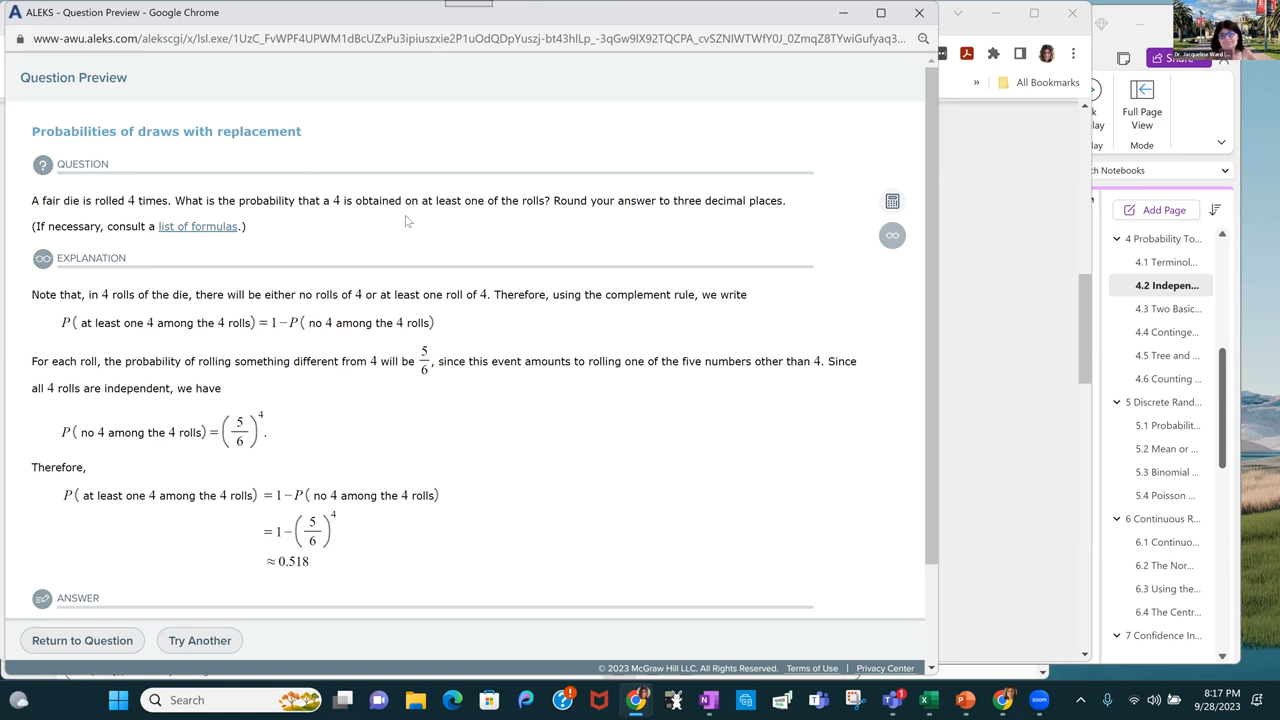 ALEKS - Question Preview - Google Chrome
Question Preview
All Bookmarks
Probabilities of draws with replacement
QUESTION
A fair die is rolled 4 times. What is the probability that a 4 is obtained on at least one of the rolls? Round your answer to three decimal places.
(If necessary, consult a list of formulas.)
EXPLANATION
Note that, in 4 rolls of the die, there will be either no rolls of 4 or at least one roll of 4. Therefore, using the complement rule, we write
P( at least one 4 among the 4 rolls) = 1−P( no 4 among the 4 rolls)
For each roll, the probability of rolling something different from 4 will be 5/6, since this event amounts to rolling one of the five numbers other than 4. Since
all 4 rolls are independent, we have
P( no 4 among the 4 rolls) = (5/6)^4.
Therefore,
P( at least one 4 among the 4 rolls) = 1−P( no 4 among the 4 rolls)
= 1−(5/6)^4
≈0.518
ANSWER
Return to Question
Try Another
© 2023 McGraw Hill LLC. All Rights Reserved. Terms of Use | Privacy Center
Dr. Jacqueline Ward
Share
Full Page
View
Mode
ch Notebooks
Add Page
4 Probability To...
4.1 Terminol...
4.2 Indepen...
4.3 Two Basic...
4.4 Continge...
4.5 Tree and ...
4.6 Counting ...
5 Discrete Rand...
5.1 Probabilit...
5.2 Mean or ...
5.3 Binomial ...
5.4 Poisson ...
6 Continuous R...
6.1 Continuo...
6.2 The Nor...
6.3 Using the...
6.4 The Centr...
7 Confidence In...
Search
8:17 PM
9/28/2023